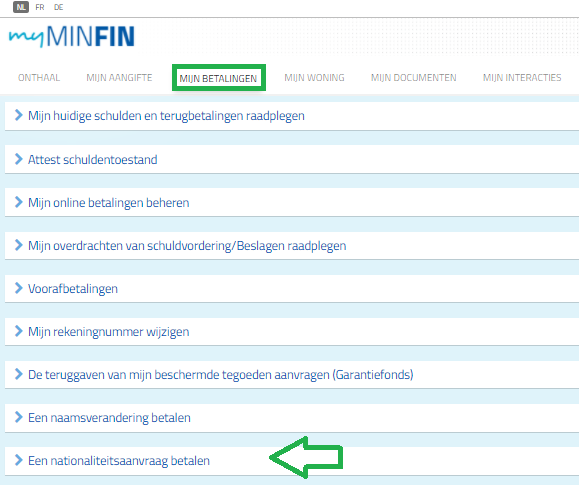 NL FR DE
myMINFIN
ONTHAAL MIJN AANGIFTE MIJN BETALINGEN MIJN WONING MIJN DOCUMENTEN MIJN INTERACTIES
Mijn huidige schulden en terugbetalingen raadplegen
Attest schuldentoestand
Mijn online betalingen beheren
Mijn overdrachten van schuldvordering/Beslagen raadplegen
Voorafbetalingen
Mijn rekeningnummer wijzigen
De teruggaven van mijn beschermde tegoeden aanvragen (Garantiefonds)
Een naamsverandering betalen
Een nationaliteitsaanvraag betalen